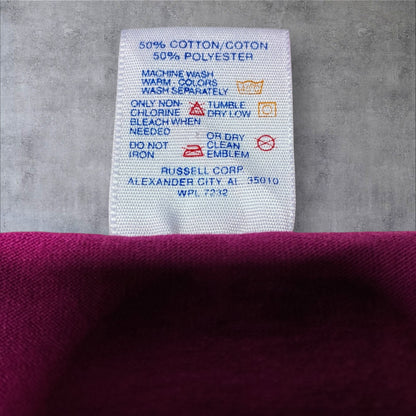 50% COTTON/COTON
50% POLYESTER
MACHINE WASH
WARM - COLORS
WASH SEPARATELY
ONLY NON- TUMBLE
CHLORINE DRY LOW
BLEACH WHEN
NEEDED OR DRY
DO NOT CLEAN
IRON EMBLEM
RUSSELL CORP.
ALEXANDER CITY, AL 35010
WPL 7232